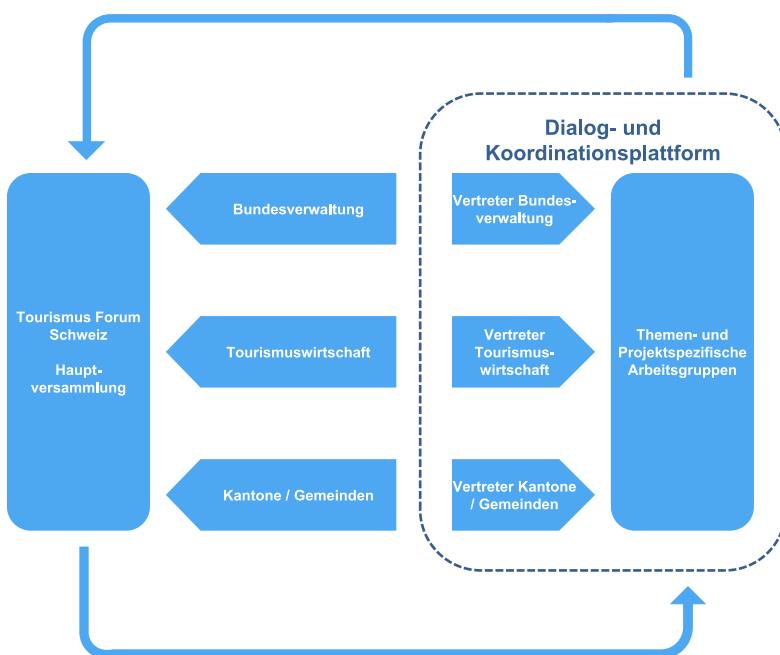 Dialog- und
Koordinationsplattform
Tourismus Forum
Schweiz
Haupt-
versammlung
Bundesverwaltung
Tourismuswirtschaft
Kantone / Gemeinden
Vertreter Bundes-
verwaltung
Vertreter
Tourismus-
wirtschaft
Vertreter Kantone
/ Gemeinden
Themen- und
Projektspezifische
Arbeitsgruppen